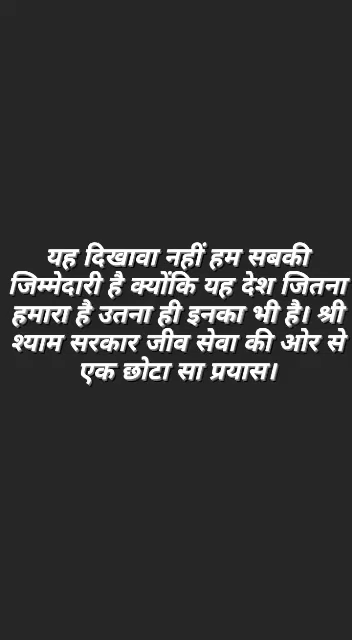 यह दिखावा नहीं हम सबकी
जिम्मेदारी है क्योंकि यह देश जितना
हमारा है उतना ही इनका भी है। श्री
श्याम सरकार जीव सेवा की ओर से
एक छोटा सा प्रयास।